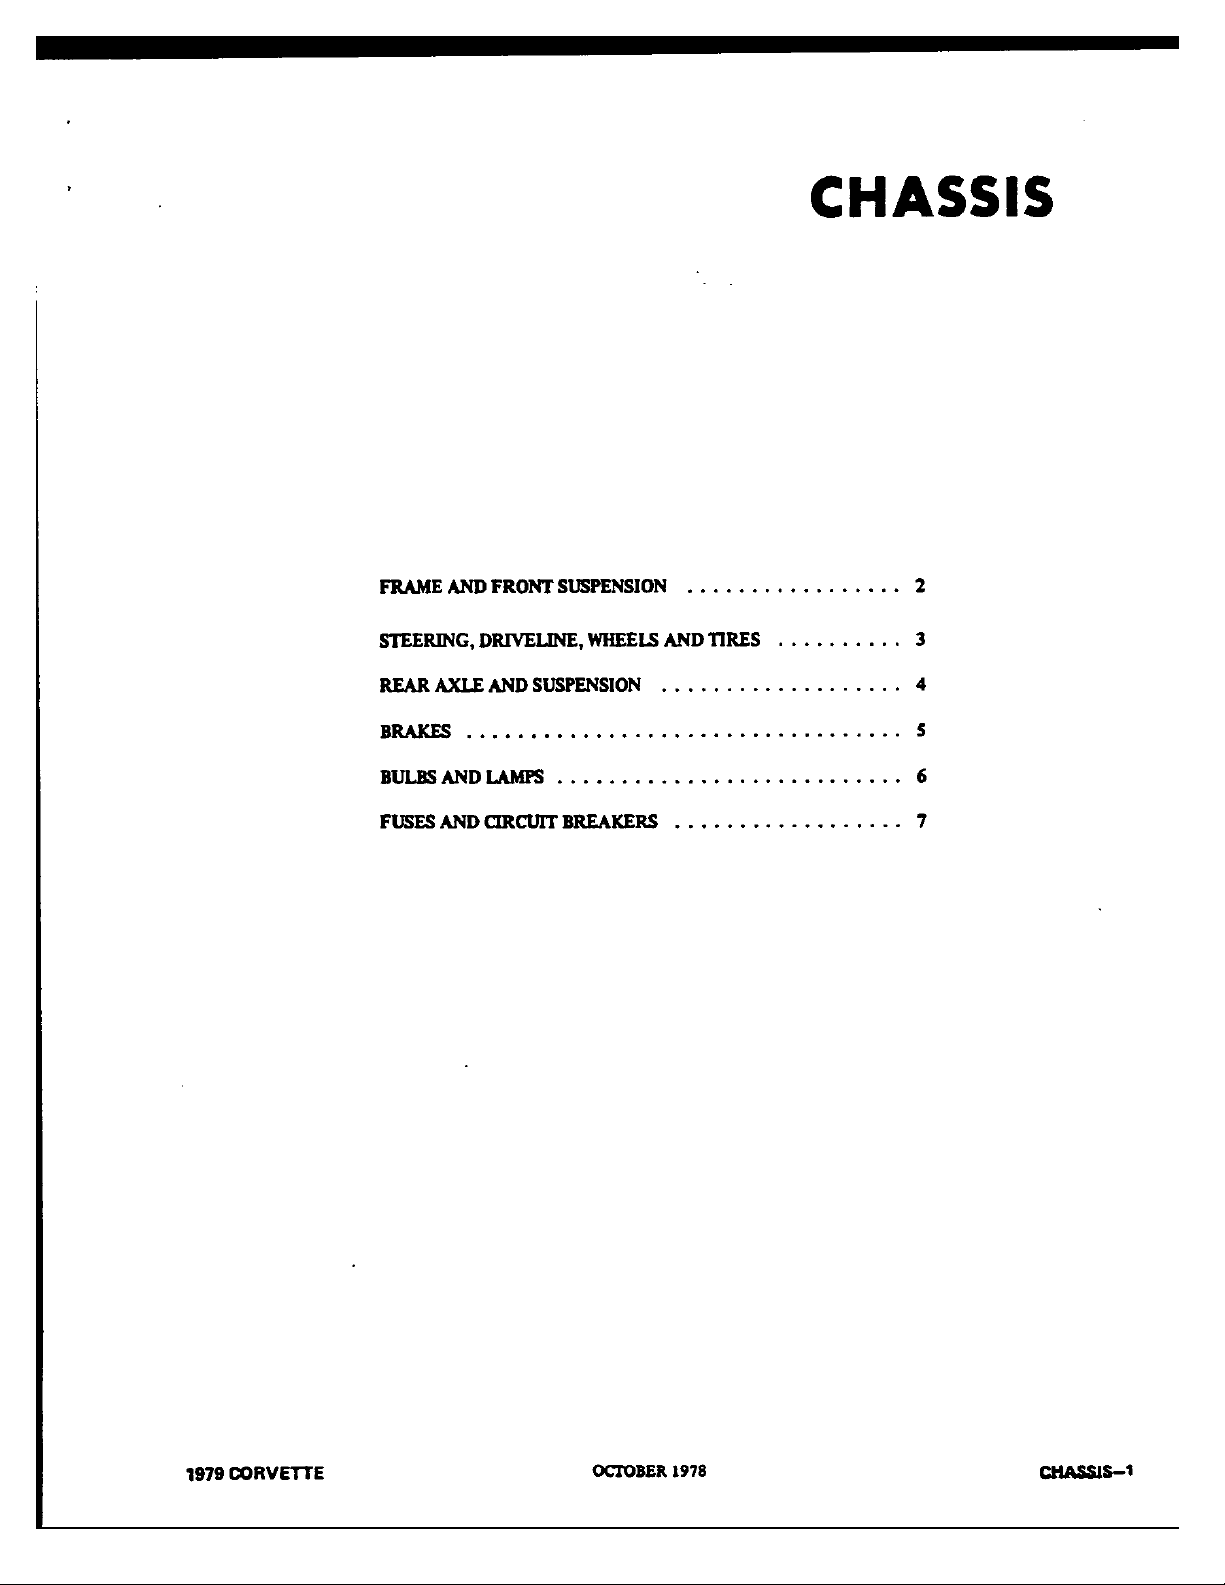 CHASSIS
FRAME AND FRONT SUSPENSION ................. 2
STEERING, DRIVELINE, WHEELS AND TIRES .......... 3
REAR AXLE AND SUSPENSION ................... 4
BRAKES .................................. 5
BULBS AND LAMPS ........................... 6
FUSES AND CIRCUIT BREAKERS .................. 7
1979 CORVETTE OCTOBER 1978 CHASSIS–1